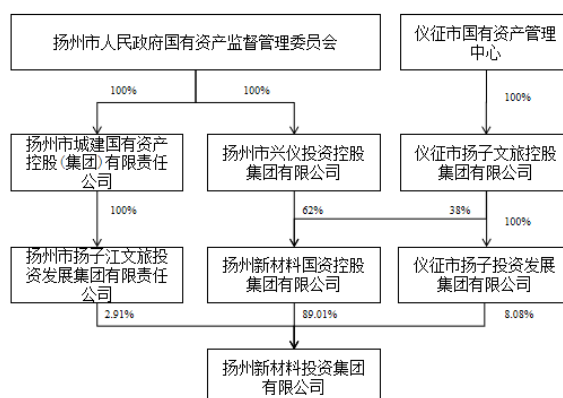 扬州市人民政府国有资产监督管理委员会
仪征市国有资产管理
中心
100%
100%
100%
扬州市城建国有资产
控股(集团)有限责任
公司
扬州市兴仪投资控股
集团有限公司
仪征市扬子文旅控股
集团有限公司
100%
62%
38%
100%
扬州市扬子江文旅投
资发展集团有限责任
公司
扬州新材料国资控股
集团有限公司
仪征市扬子投资发展
集团有限公司
2.91%
89.01%
8.08%
扬州新材料投资集团
有限公司